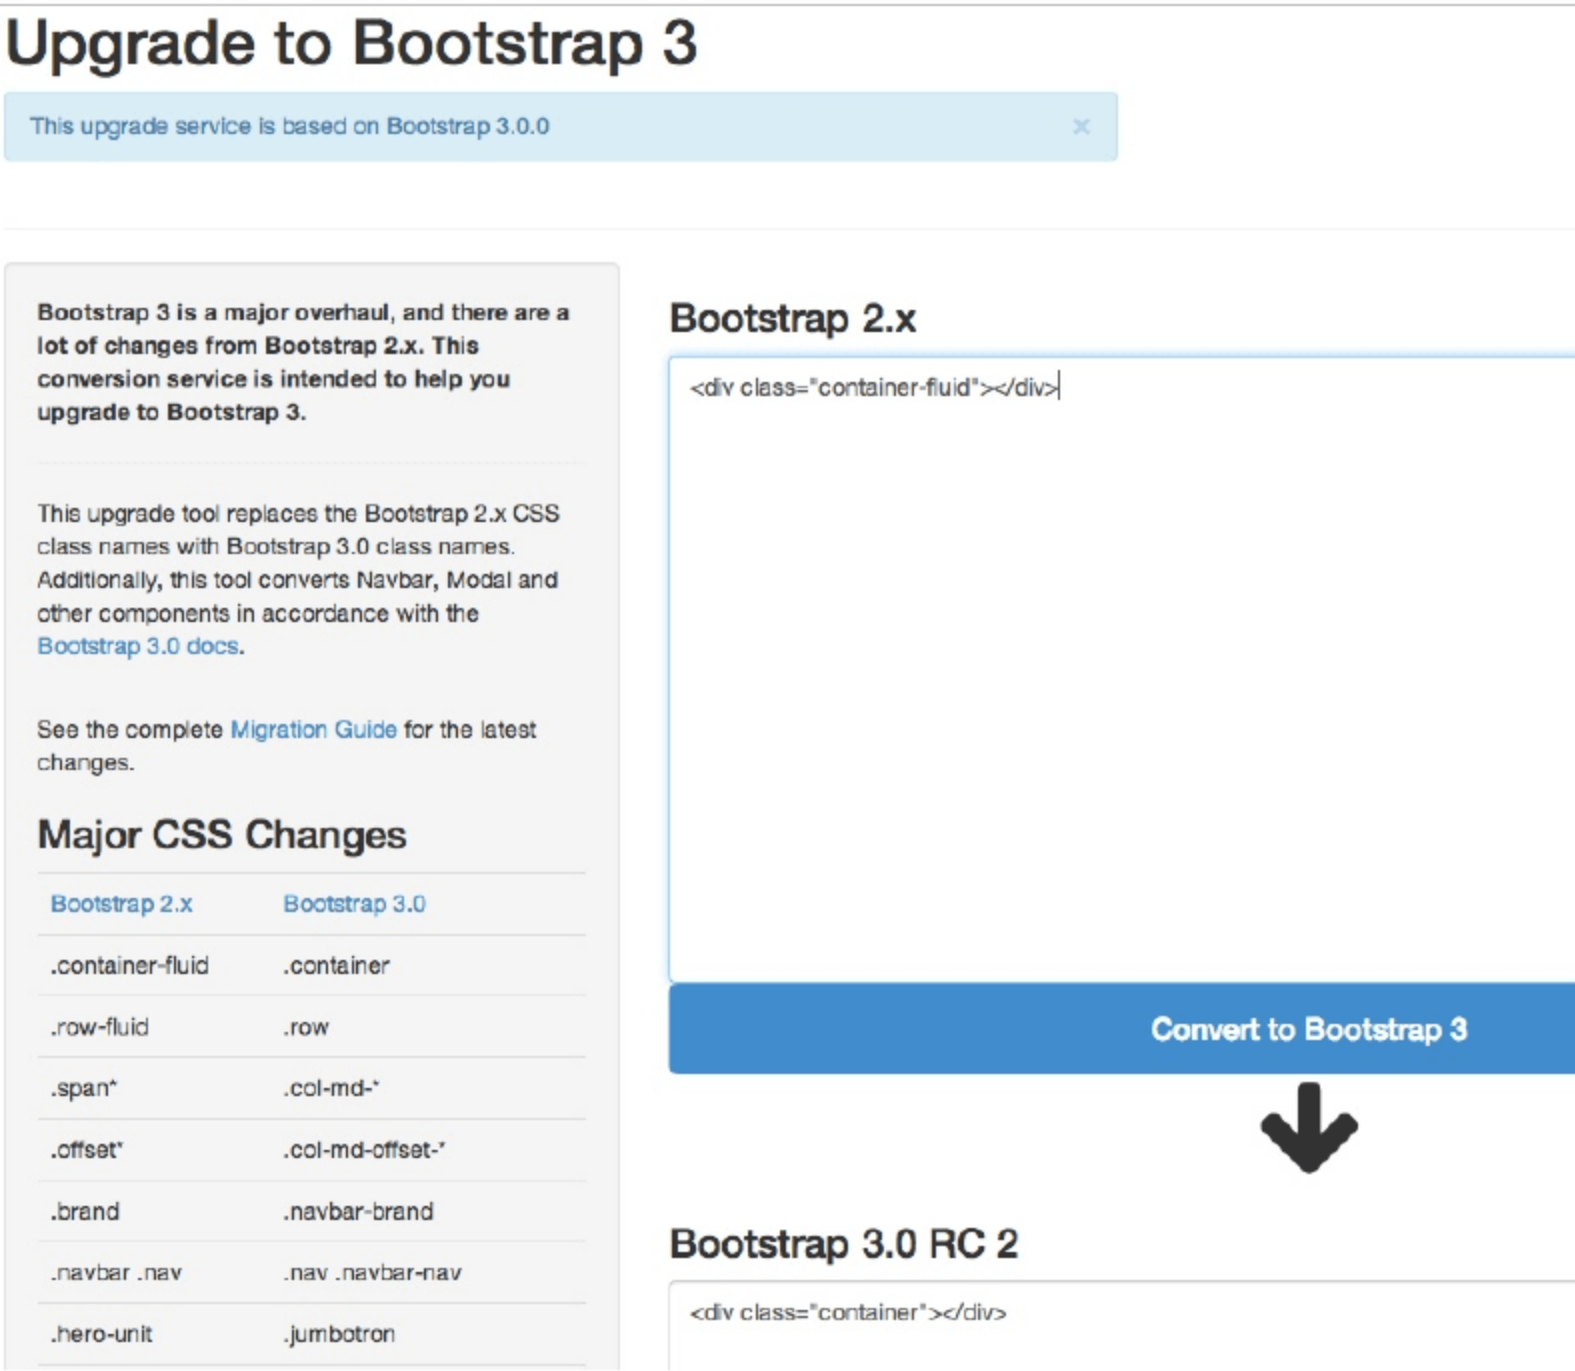 Upgrade to Bootstrap 3
This upgrade service is based on Bootstrap 3.0.0 ×
Bootstrap 3 is a major overhaul, and there are a
lot of changes from Bootstrap 2.x. This
conversion service is intended to help you
upgrade to Bootstrap 3.
This upgrade tool replaces the Bootstrap 2.x CSS
class names with Bootstrap 3.0 class names.
Additionally, this tool converts Navbar, Modal and
other components in accordance with the
Bootstrap 3.0 docs.
See the complete Migration Guide for the latest
changes.
Major CSS Changes
Bootstrap 2.x Bootstrap 3.0
.container-fluid .container
.row-fluid .row
.span* .col-md-*
.offset* .col-md-offset-*
.brand .navbar-brand
.navbar .nav .nav .navbar-nav
.hero-unit .jumbotron
Bootstrap 2.x
<div class="container-fluid"></div>
Convert to Bootstrap 3
Bootstrap 3.0 RC 2
<div class="container"></div>